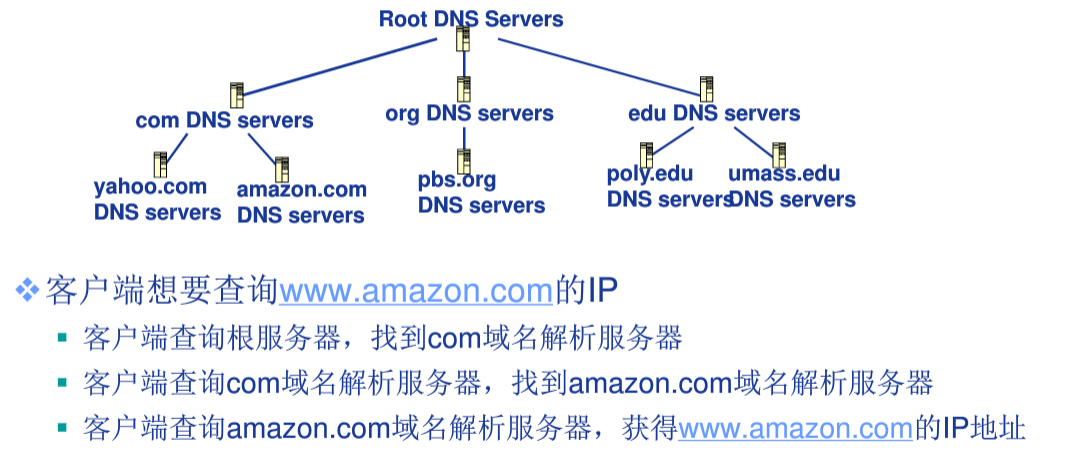 Root DNS Servers
com DNS servers
org DNS servers
edu DNS servers
yahoo.com
DNS servers
amazon.com
DNS servers
pbs.org
DNS servers
poly.edu
DNS servers
umass.edu
DNS servers
❖客户端想要查询www.amazon.com的IP
▪ 客户端查询根服务器，找到com域名解析服务器
▪ 客户端查询com域名解析服务器，找到amazon.com域名解析服务器
▪ 客户端查询amazon.com域名解析服务器，获得www.amazon.com的IP地址